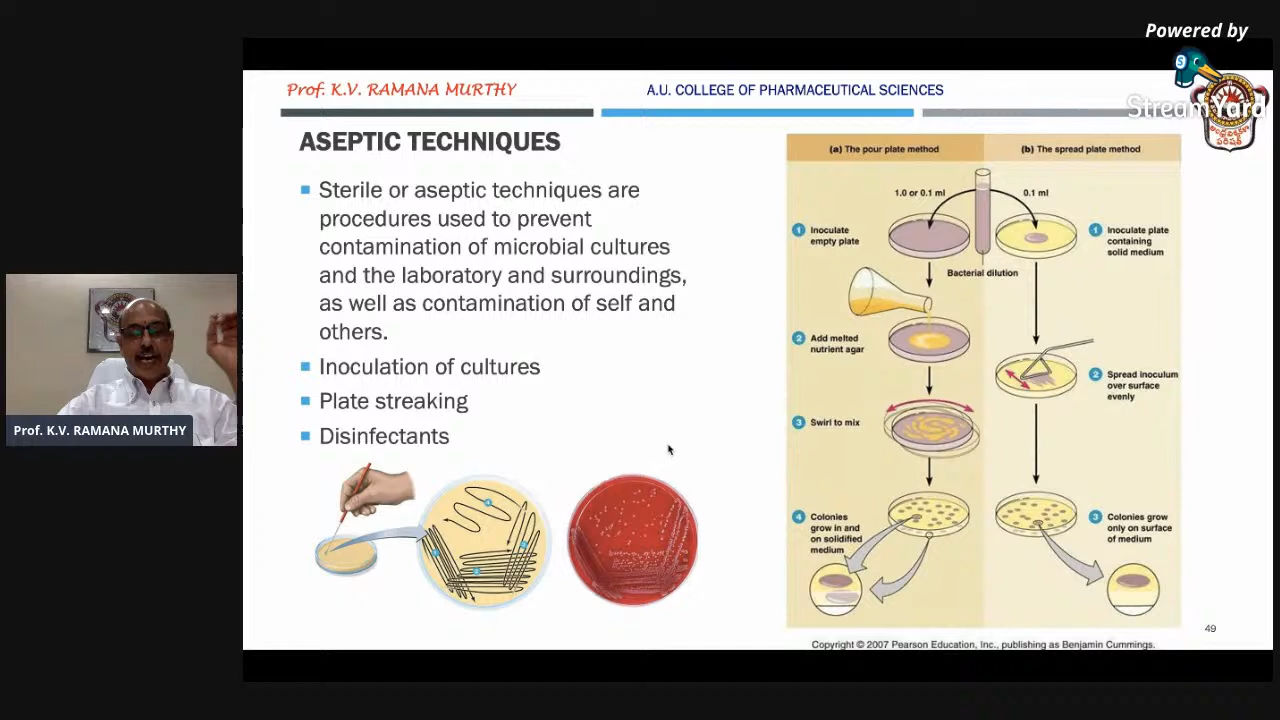 Powered by
StreamYard
Prof. K.V. RAMANA MURTHY
A.U. COLLEGE OF PHARMACEUTICAL SCIENCES
ASEPTIC TECHNIQUES
Sterile or aseptic techniques are
procedures used to prevent
contamination of microbial cultures
and the laboratory and surroundings,
as well as contamination of self and
others.
Inoculation of cultures
Plate streaking
Disinfectants
(a) The pour plate method
(b) The spread plate method
1.0 or 0.1 ml
0.1 ml
1 Inoculate
empty plate
1 Inoculate plate
containing
solid medium
Bacterial dilution
2 Add melted
nutrient agar
2 Spread inoculum
over surface
evenly
3 Swirl to mix
4 Colonies
grow in and
on solidified
medium
3 Colonies grow
only on surface
of medium
49
Copyright © 2007 Pearson Education, Inc., publishing as Benjamin Cummings.
Prof. K.V. RAMANA MURTHY